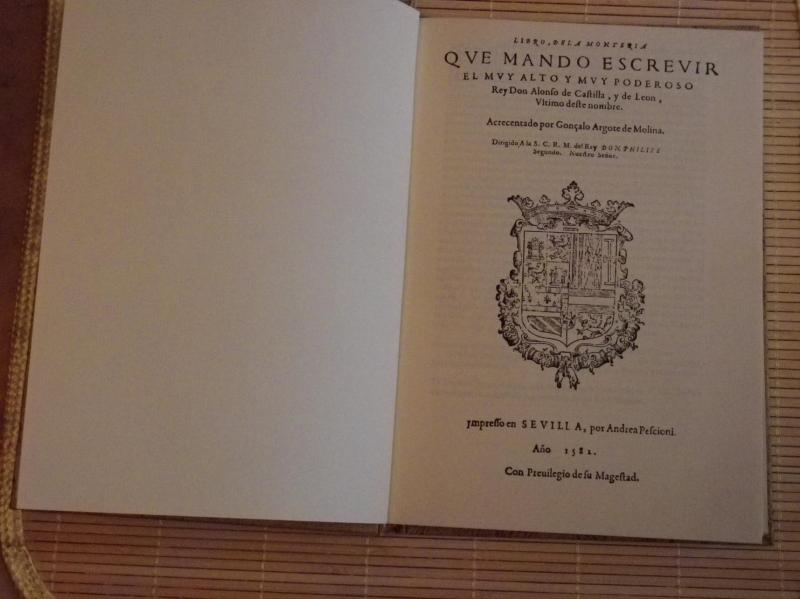 LIBRO, DE LA MONTERIA
QVE MANDO ESCREVIR
EL MVY ALTO Y MVY PODEROSO
Rey Don Alonſo de Caſtilla, y de Leon,
Vltimo deſte nombre.
Acrecentado por Gonçalo Argote de Molina.
Dirigido A la S. C. R. M. del Rey DON PHILIPE
Segundo. Nueſtro Señor.
Ympreſſo en SEVILLA, por Andrea Peſcioni.
Año 1582.
Con Preuilegio de ſu Mageſtad.